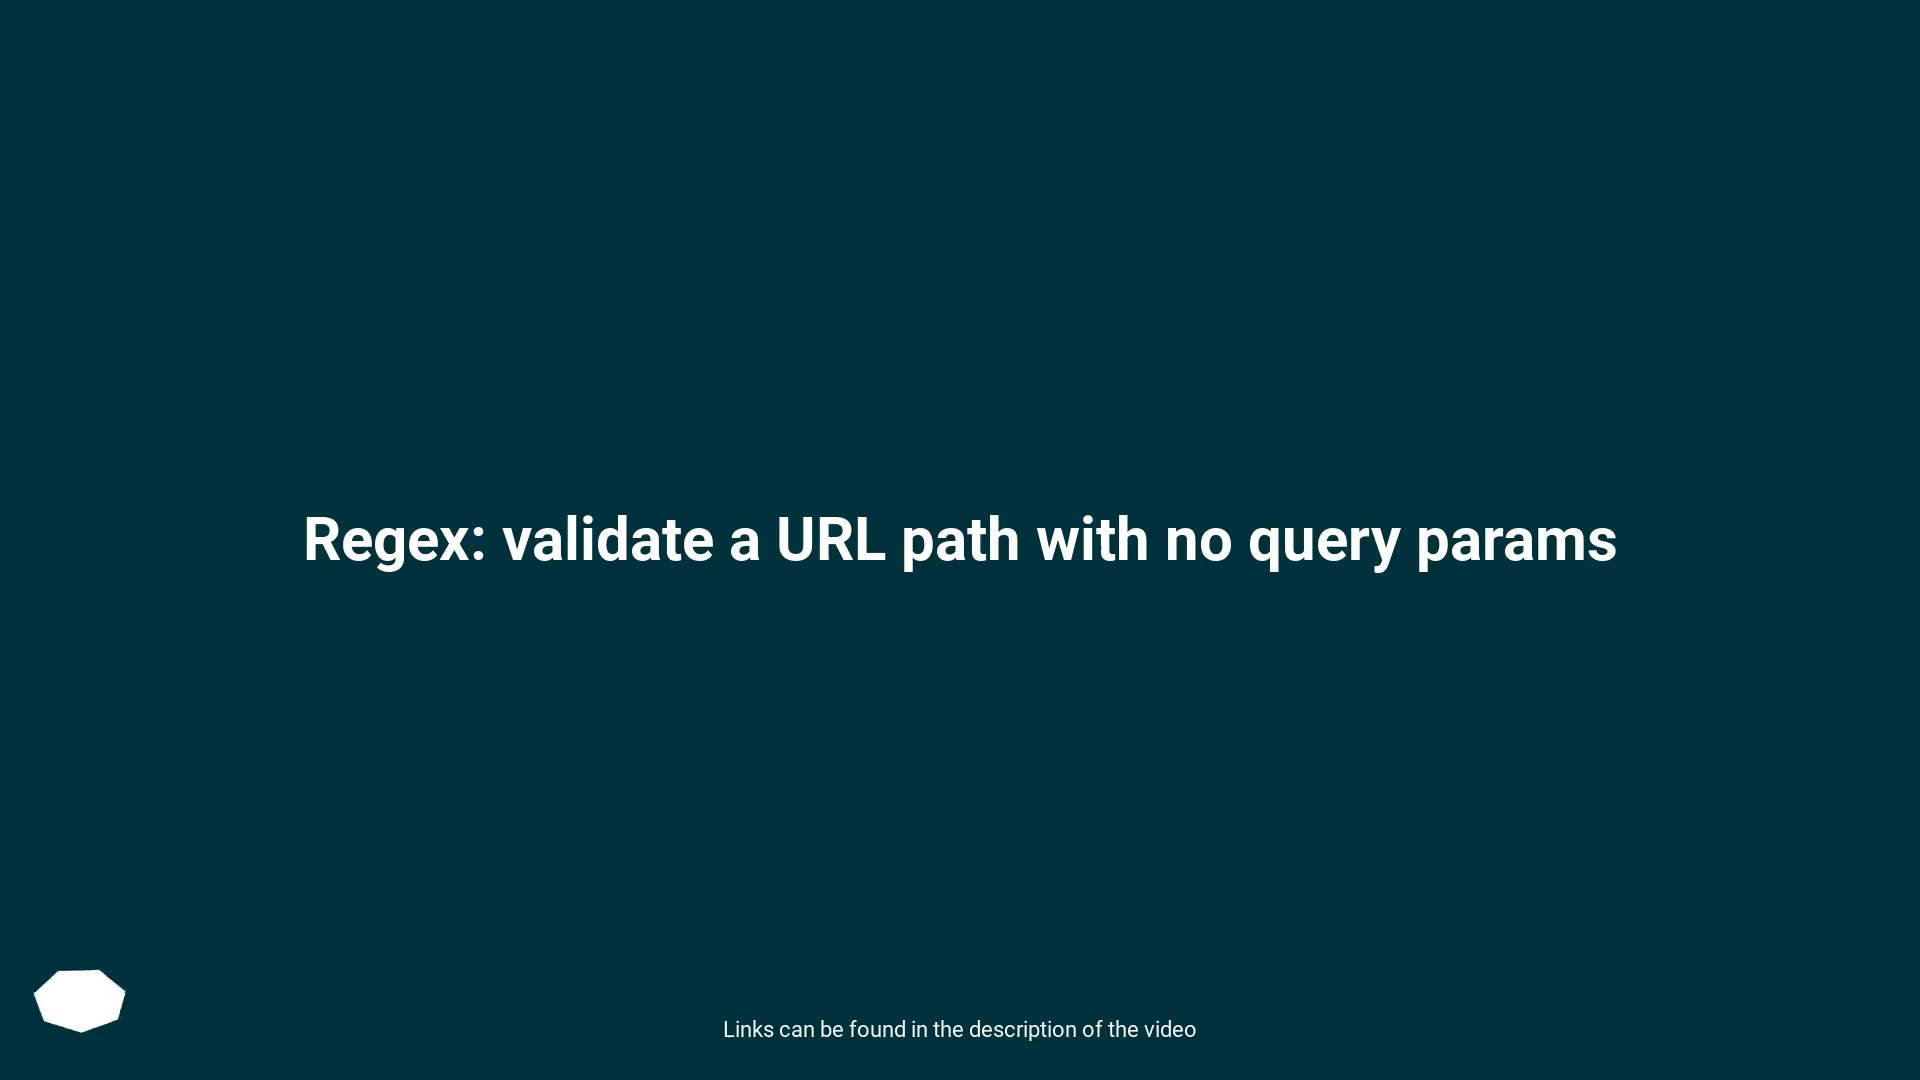 Regex: validate a URL path with no query params
Links can be found in the description of the video